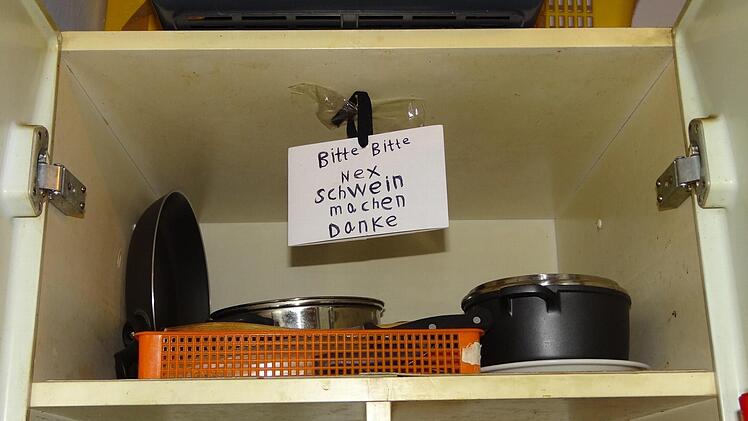 Bitte Bitte
Nex
Schwein
machen
Danke